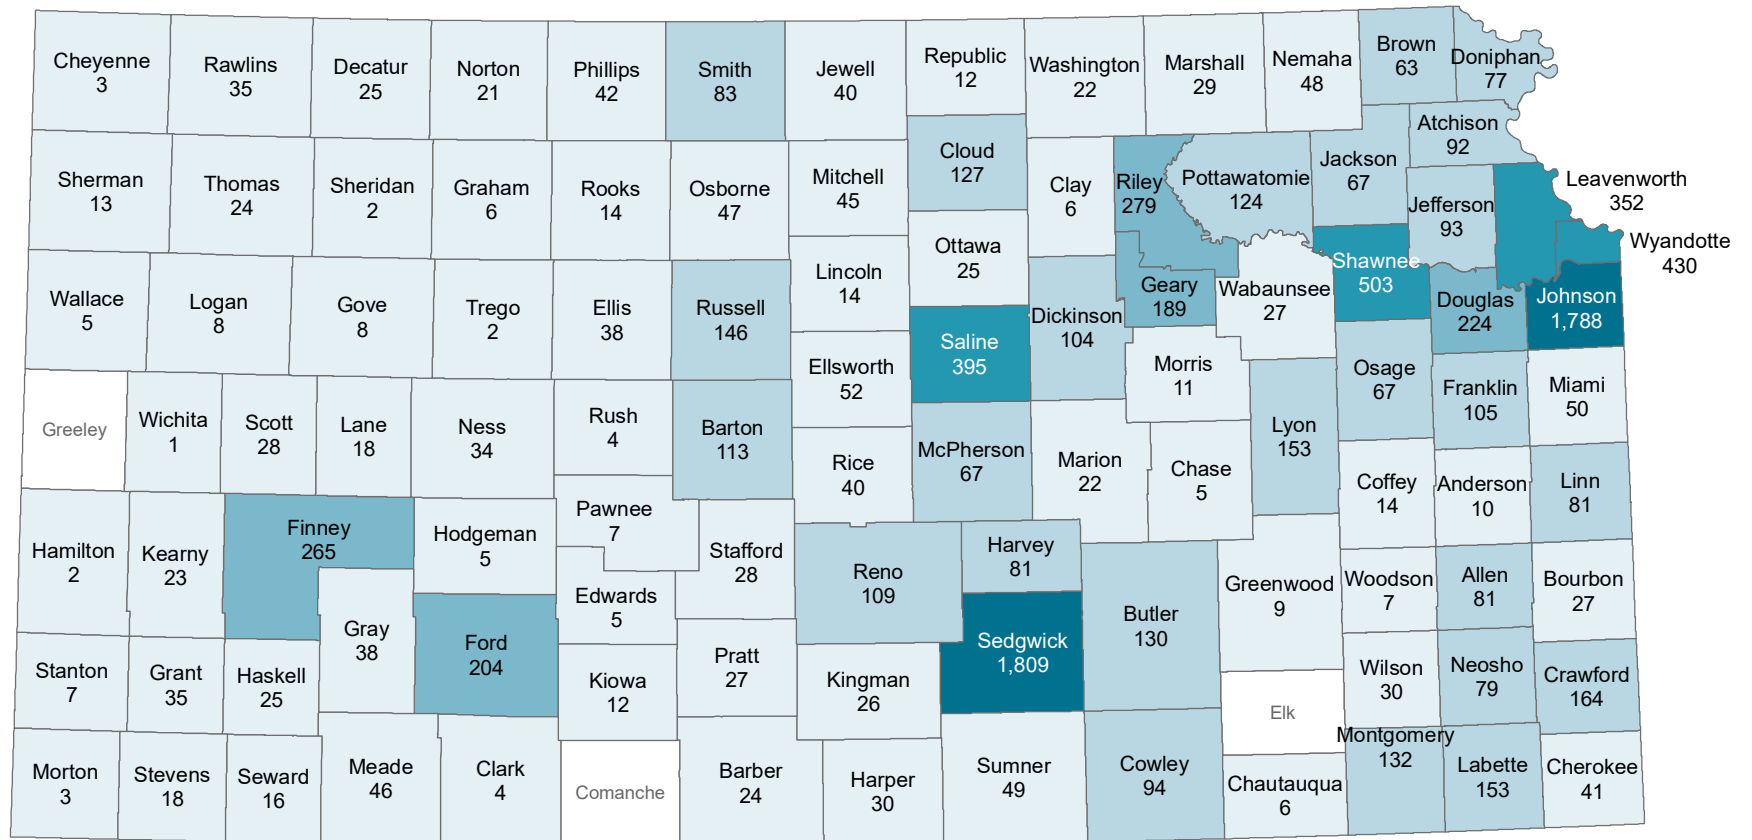 Cheyenne
3
Rawlins
35
Decatur
25
Norton
21
Phillips
42
Smith
83
Jewell
40
Republic
12
Washington
22
Marshall
29
Nemaha
48
Brown
63
Doniphan
77
Sherman
13
Thomas
24
Sheridan
2
Graham
6
Rooks
14
Osborne
47
Mitchell
45
Cloud
127
Clay
6
Riley
279
Pottawatomie
124
Jackson
67
Atchison
92
Jefferson
93
Leavenworth
352
Wyandotte
430
Wallace
5
Logan
8
Gove
8
Trego
2
Ellis
38
Russell
146
Lincoln
14
Ottawa
25
Saline
395
Dickinson
104
Geary
189
Wabaunsee
27
Shawnee
503
Douglas
224
Johnson
1,788
Greeley
Wichita
1
Scott
28
Lane
18
Ness
34
Rush
4
Barton
113
Ellsworth
52
Rice
40
McPherson
67
Marion
22
Morris
11
Chase
5
Lyon
153
Osage
67
Franklin
105
Miami
50
Coffey
14
Anderson
10
Linn
81
Hamilton
2
Kearny
23
Finney
265
Hodgeman
5
Pawnee
7
Stafford
28
Edwards
5
Reno
109
Harvey
81
Butler
130
Greenwood
9
Woodson
7
Allen
81
Bourbon
27
Stanton
7
Grant
35
Haskell
25
Gray
38
Ford
204
Kiowa
12
Pratt
27
Kingman
26
Sedgwick
1,809
Elk
Wilson
30
Neosho
79
Crawford
164
Morton
3
Stevens
18
Seward
16
Meade
46
Clark
4
Comanche
Barber
24
Harper
30
Sumner
49
Cowley
94
Chautauqua
6
Montgomery
132
Labette
153
Cherokee
41